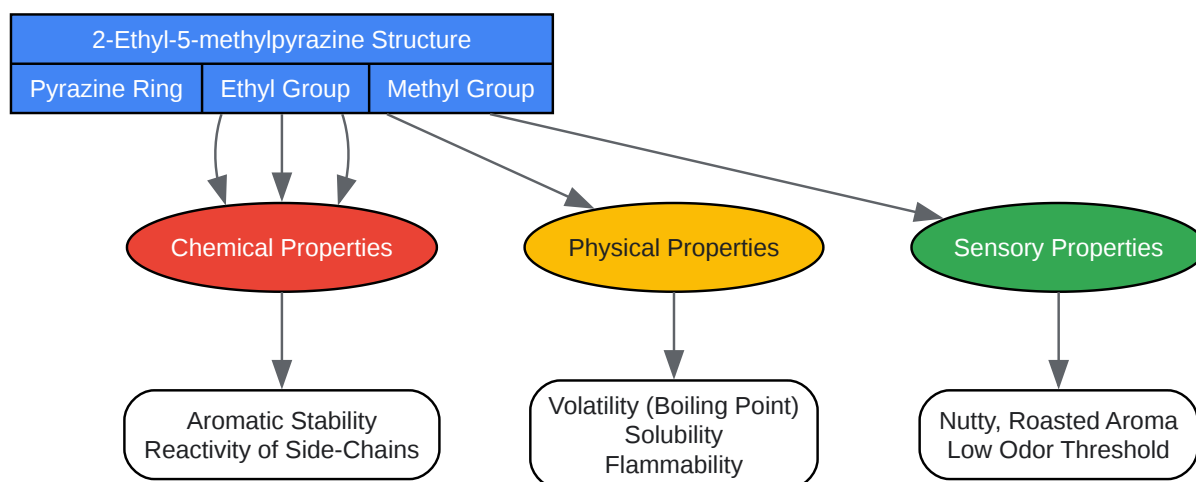 2-Ethyl-5-methylpyrazine Structure
Pyrazine Ring
Ethyl Group
Methyl Group
Chemical Properties
Physical Properties
Sensory Properties
Aromatic Stability
Reactivity of Side-Chains
Volatility (Boiling Point)
Solubility
Flammability
Nutty, Roasted Aroma
Low Odor Threshold